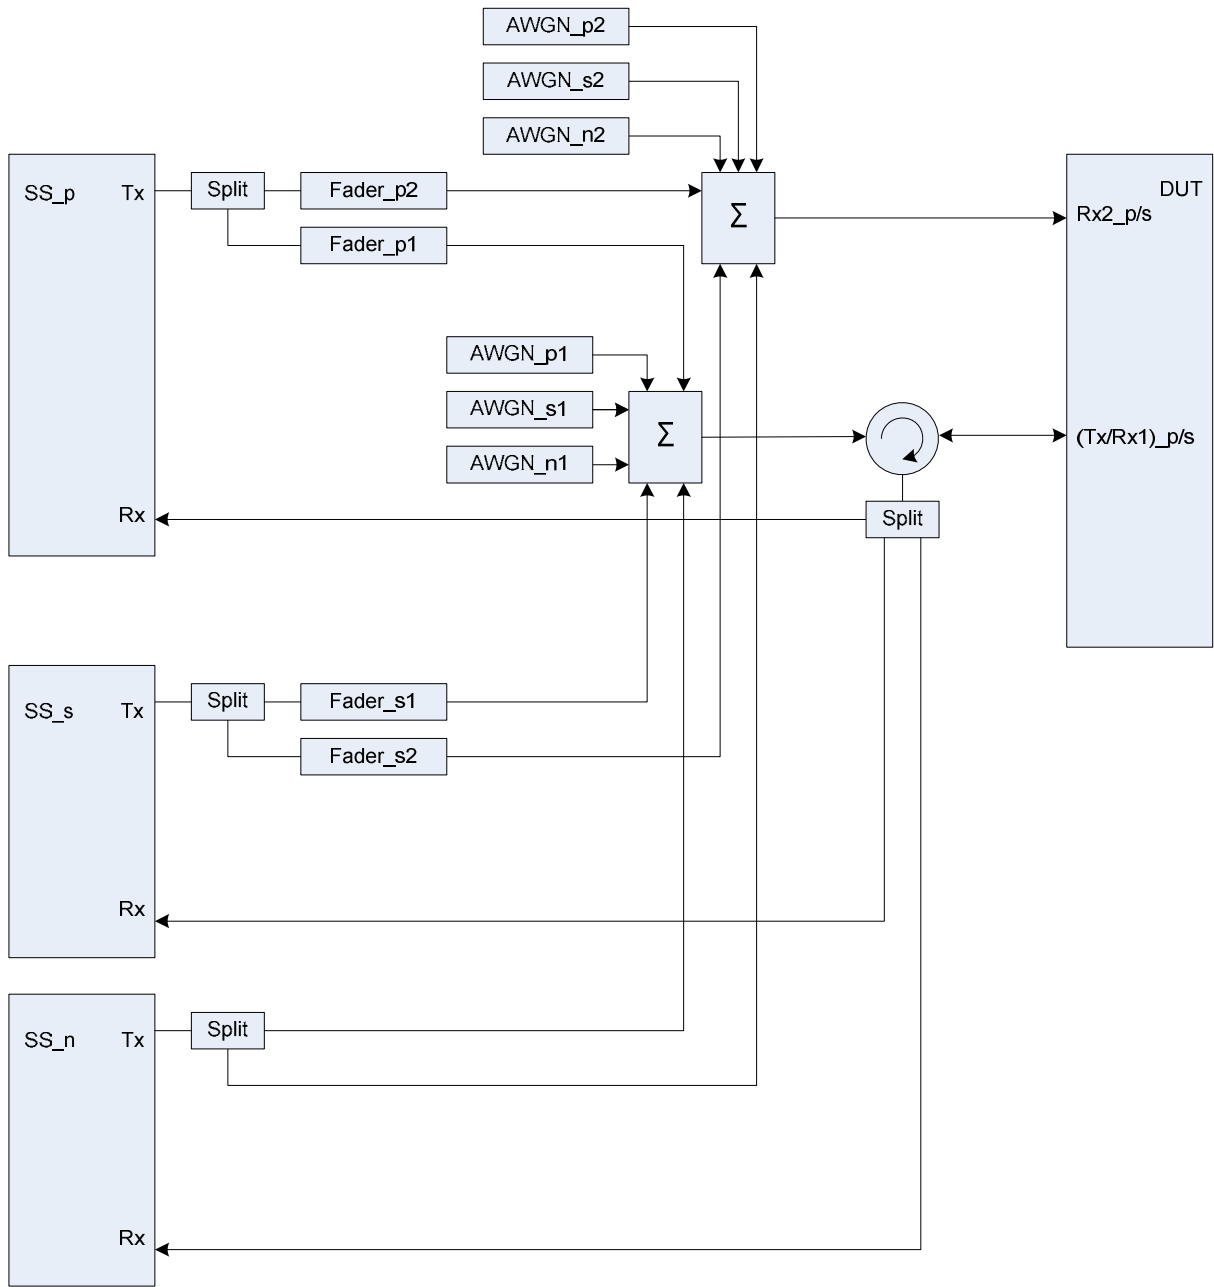 AWGN_p2
AWGN_s2
AWGN_n2
SS_p Tx
Split
Fader_p2
Σ
DUT
Rx2_p/s
Fader_p1
AWGN_p1
AWGN_s1
Σ
(Tx/Rx1)_p/s
AWGN_n1
Rx
Split
SS_s Tx
Split
Fader_s1
Fader_s2
Rx
SS_n Tx
Split
Rx